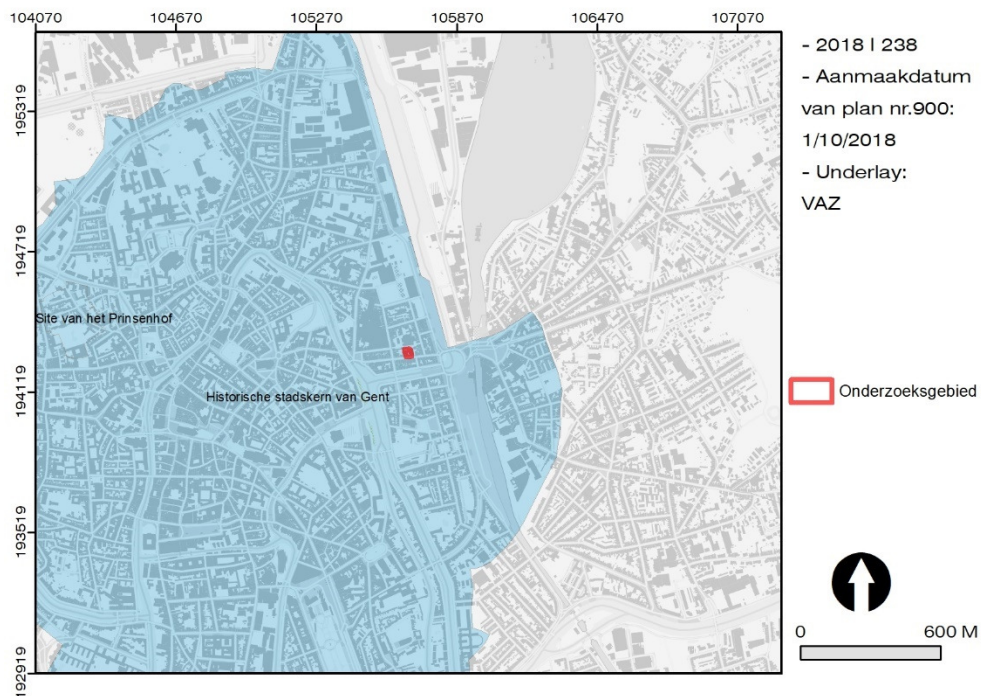 104070 104670 105270 105870 106470 107070
195319
194719
194119
193519
192919
Site van het Prinsenhof
Historische stadskern van Gent
- 2018 I 238
- Aanmaakdatum
van plan nr.900:
1/10/2018
- Underlay:
VAZ
Onderzoeksgebied
0 600 M